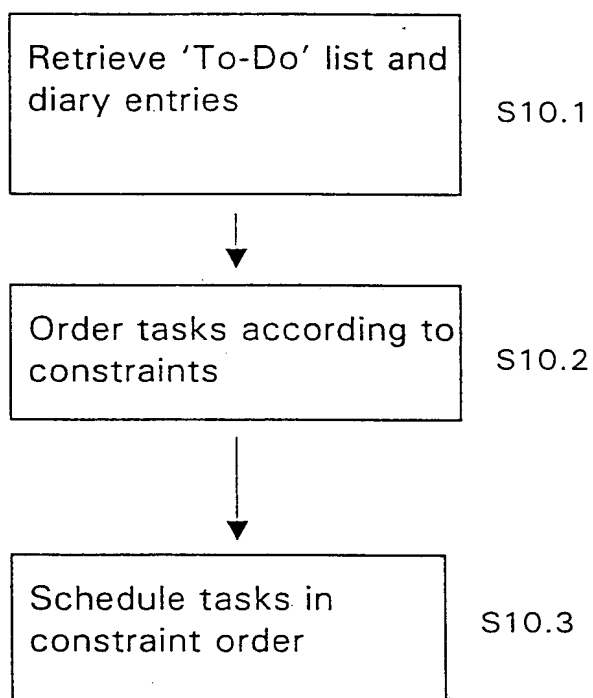 Retrieve 'To-Do' list and
diary entries
S10.1
Order tasks according to
constraints
S10.2
Schedule tasks in
constraint order
S10.3